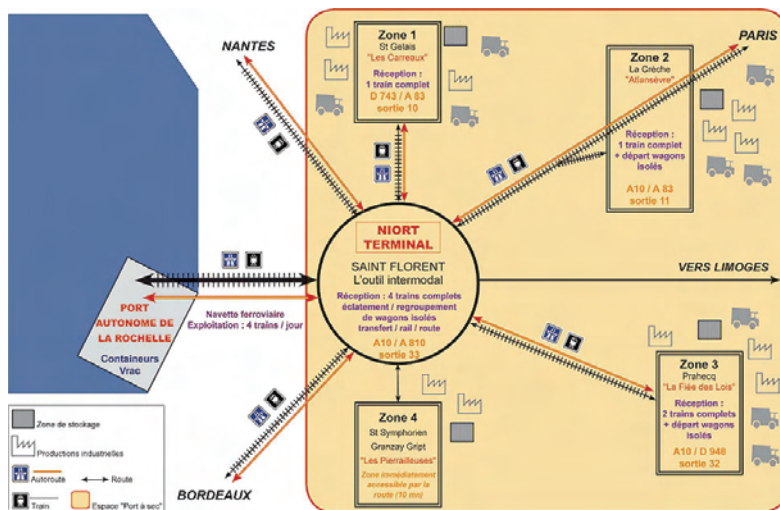 NANTES
Zone 1
St Gelais
"Les Carreaux"
Réception :
1 train complet
D 743 / A 83
sortie 10
PARIS
Zone 2
La Crèche
"Atlansèvre"
Réception :
1 train complet
+ départ wagons
isolés
A10 / A 83
sortie 11
NIORT
TERMINAL
SAINT FLORENT
L'outil intermodal
Réception : 4 trains complets
éclatement / regroupement
de wagons isolés
transfert / rail / route
A10 / A 810
sortie 33
VERS LIMOGES
PORT
AUTONOME DE
LA ROCHELLE
Containeurs
Vrac
Navette ferroviaire
Exploitation : 4 trains / jour
Zone 3
Prahecq
"La Fiée des Lois"
Réception :
2 trains complets
+ départ wagons
isolés
A10 / D 948
sortie 32
Zone 4
St Symphorien
Granzay Gript
"Les Pierrailleuses"
Zone immédiatement
accessible par la
route (10 mn)
BORDEAUX
Zone de stockage
Productions industrielles
Autoroute
Route
Train
Espace "Port à sec"